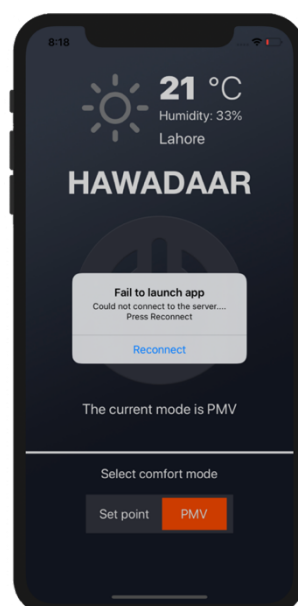 8:18
21 °C
Humidity: 33%
Lahore
HAWADAAR
Fail to launch app
Could not connect to the server....
Press Reconnect
Reconnect
The current mode is PMV
Select comfort mode
Set point PMV